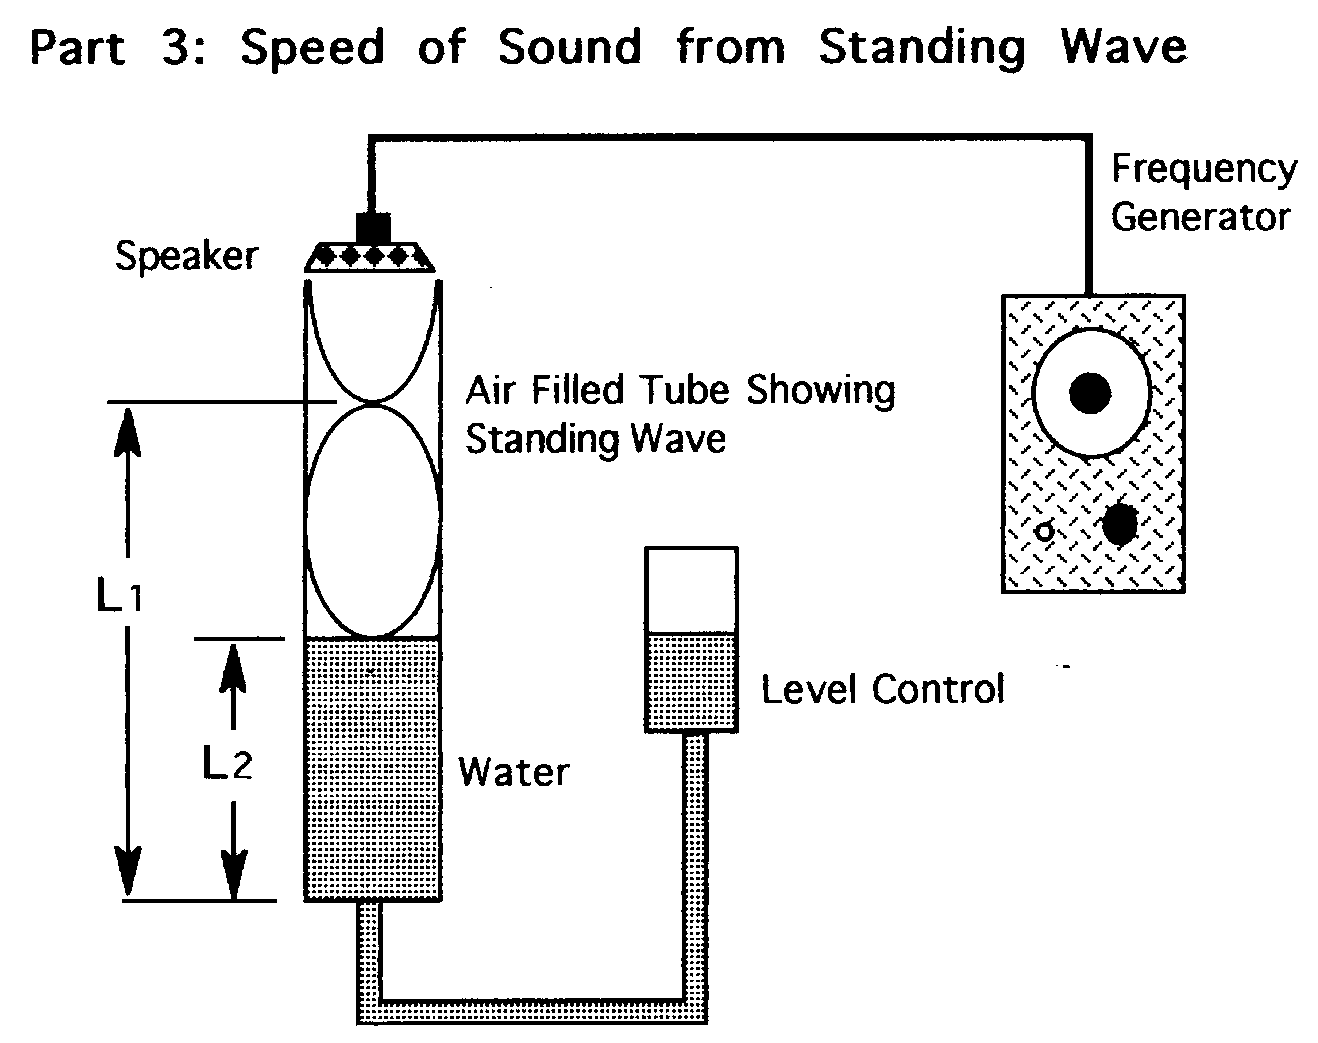 Part 3: Speed of Sound from Standing Wave
Frequency
Generator
Speaker
Air Filled Tube Showing
Standing Wave
L1
Level Control
L2
Water